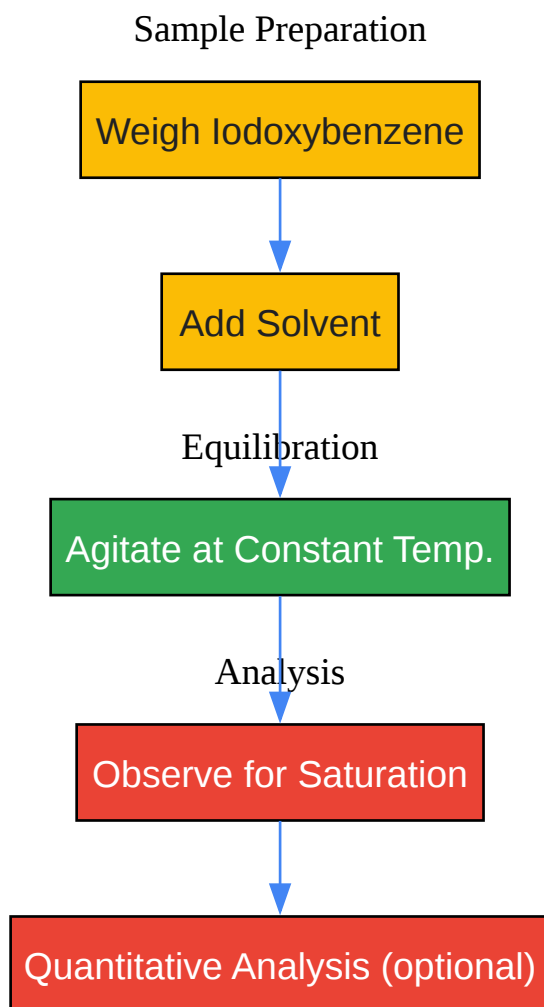 Sample Preparation
Weigh Iodoxybenzene
Add Solvent
Equilibration
Agitate at Constant Temp.
Analysis
Observe for Saturation
Quantitative Analysis (optional)